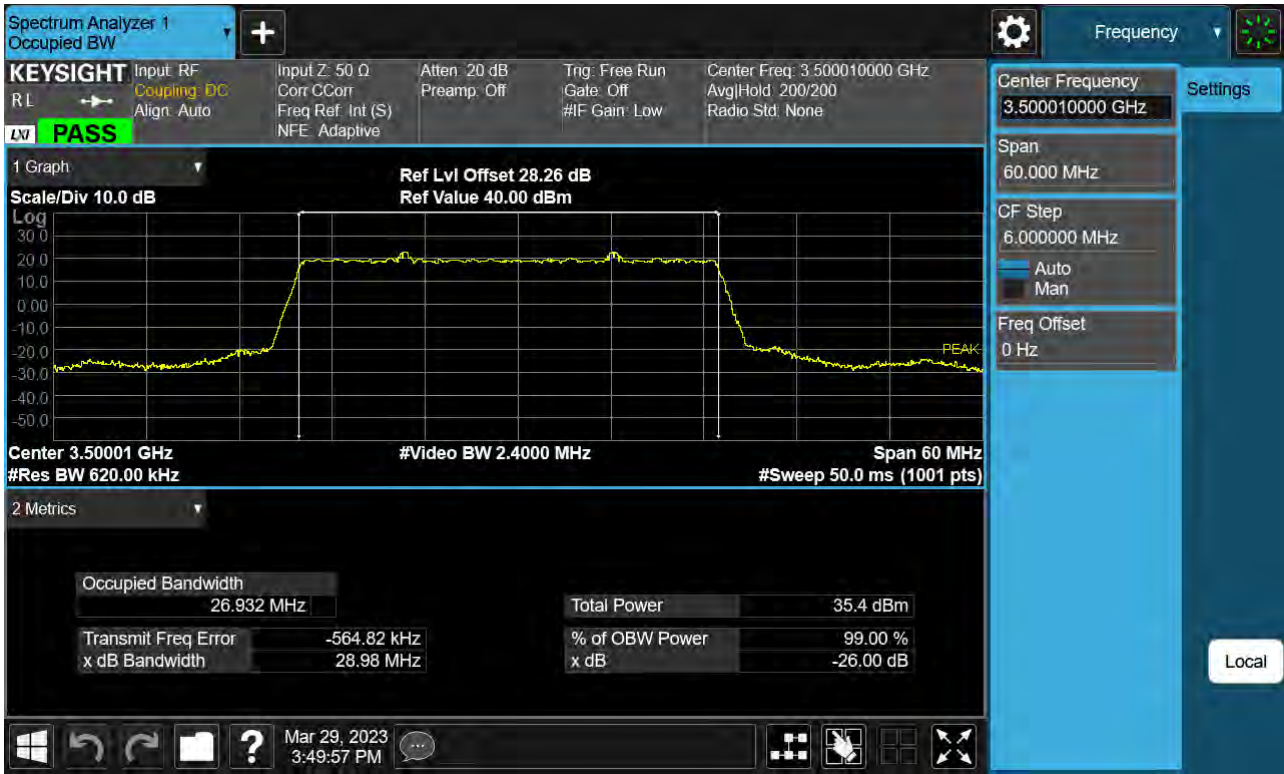 Spectrum Analyzer 1
Occupied BW
Frequency
KEYSIGHT
RL
LXI
PASS
Input: RF
Coupling: DC
Align: Auto
Input Z: 50 Ω
Corr CCorr
Freq Ref: Int (S)
NFE: Adaptive
Atten: 20 dB
Preamp: Off
Trig: Free Run
Gate: Off
#IF Gain: Low
Center Freq: 3.500010000 GHz
Avg|Hold: 200/200
Radio Std: None
1 Graph
Scale/Div 10.0 dB
Ref Lvl Offset 28.26 dB
Ref Value 40.00 dBm
Log
30.0
20.0
10.0
0.00
-10.0
-20.0
-30.0
-40.0
-50.0
PEAK
Center 3.50001 GHz
#Video BW 2.4000 MHz
Span 60 MHz
#Res BW 620.00 kHz
#Sweep 50.0 ms (1001 pts)
2 Metrics
Occupied Bandwidth
26.932 MHz
Transmit Freq Error -564.82 kHz
x dB Bandwidth 28.98 MHz
Total Power 35.4 dBm
% of OBW Power 99.00 %
x dB -26.00 dB
Center Frequency
3.500010000 GHz
Span
60.000 MHz
CF Step
6.000000 MHz
Auto
Man
Freq Offset
0 Hz
Settings
Local
?
Mar 29, 2023
3:49:57 PM